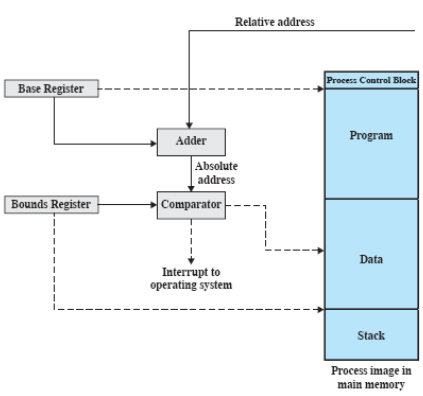 Relative address
Process Control Block
Base Register
Program
Adder
Absolute
address
Bounds Register
Comparator
Data
Interrupt to
operating system
Stack
Process image in
main memory